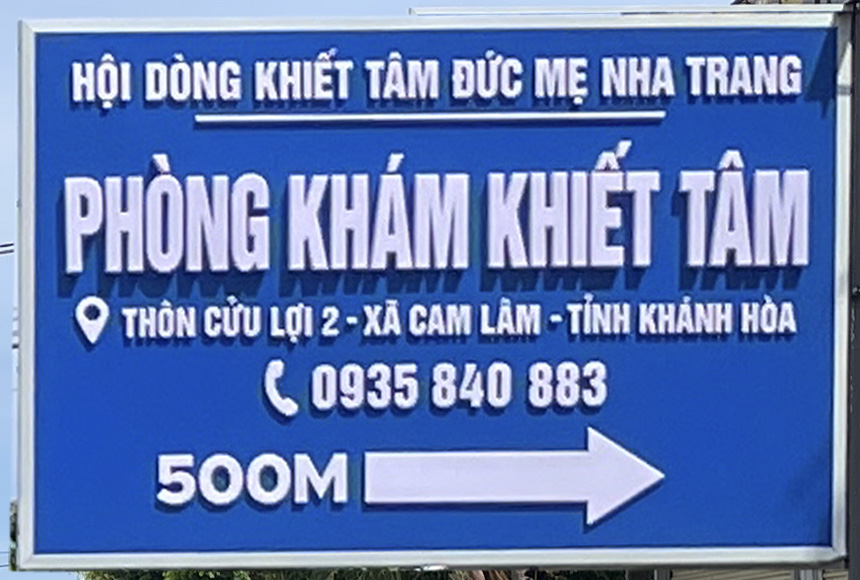 HỘI DÒNG KHIẾT TÂM ĐỨC MẸ NHA TRANG
PHÒNG KHÁM KHIẾT TÂM
THÔN CỬU LỢI 2 - XÃ CAM LÂM - TỈNH KHÁNH HÒA
0935 840 883
500M